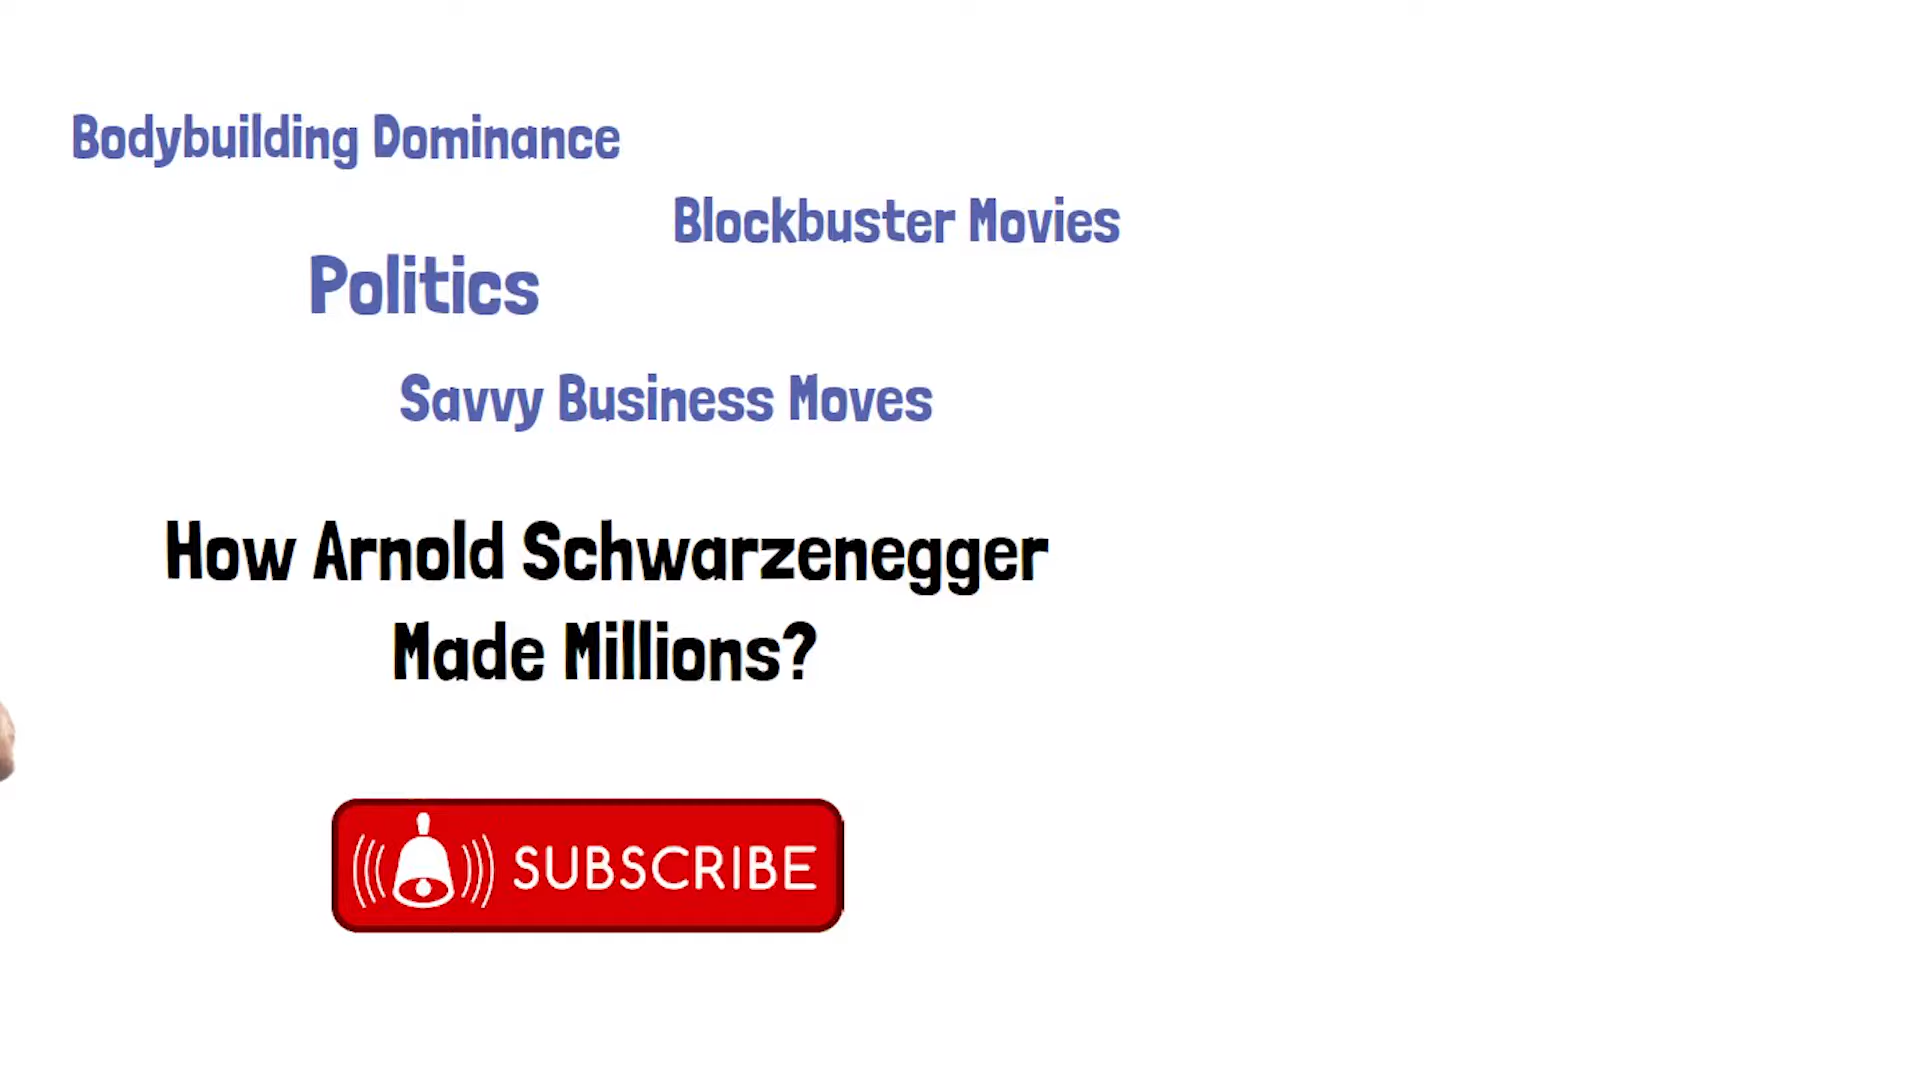 Bodybuilding Dominance
Blockbuster Movies
Politics
Savvy Business Moves
How Arnold Schwarzenegger
Made Millions?
SUBSCRIBE